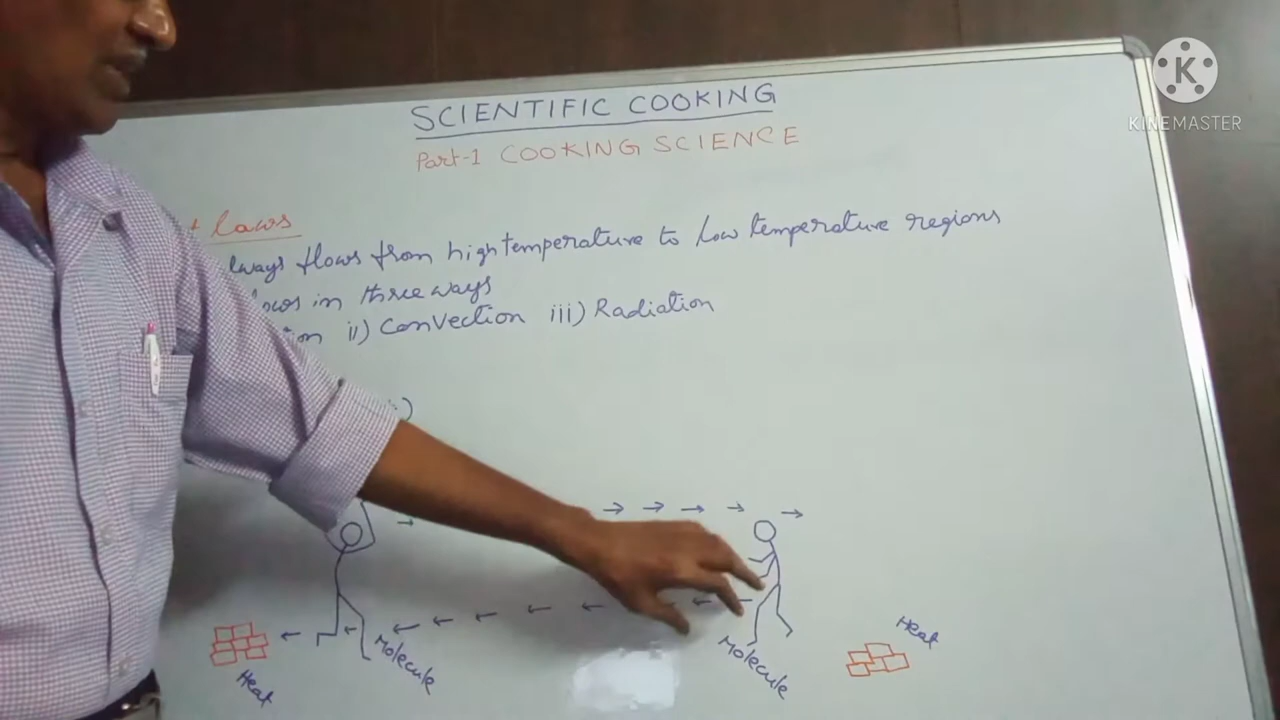 SCIENTIFIC COOKING
Part-1 COOKING SCIENCE
laws
flows from high temperature to low temperature regions
in three ways
ii) Convection iii) Radiation
Molecule
Heat
Molecule
Heat
KINEMASTER